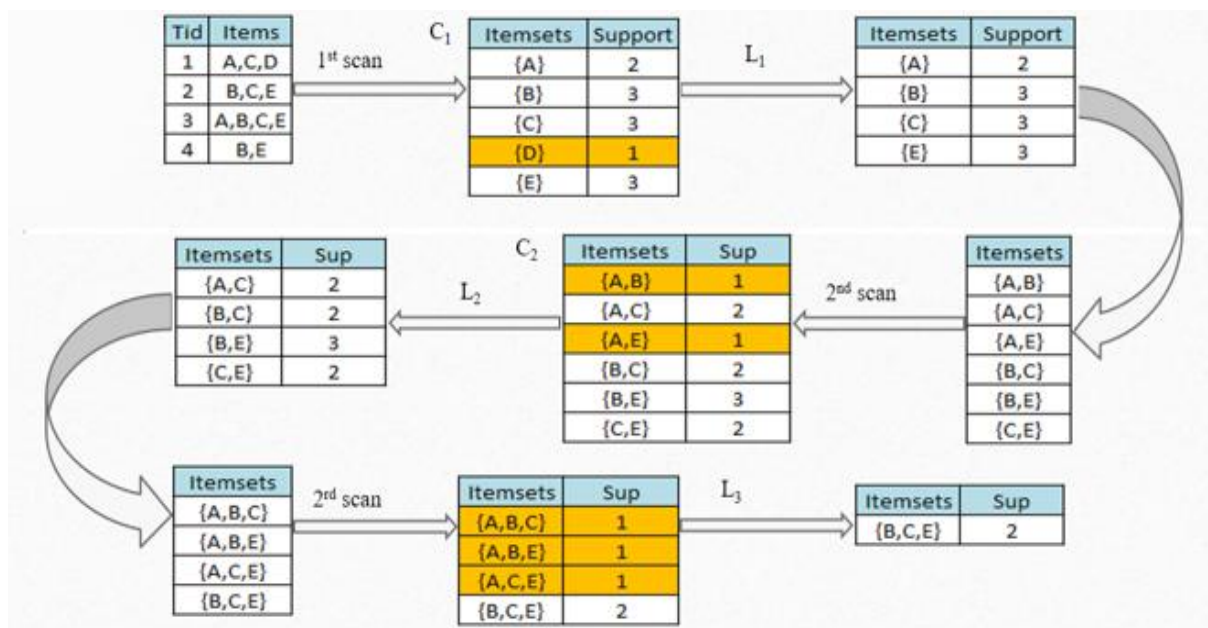 Tid Items
1 A,C,D
2 B,C,E
3 A,B,C,E
4 B,E
1st scan
C1
Itemsets Support
{A} 2
{B} 3
{C} 3
{D} 1
{E} 3
L1
Itemsets Support
{A} 2
{B} 3
{C} 3
{E} 3
Itemsets
{A,B}
{A,C}
{A,E}
{B,C}
{B,E}
{C,E}
2nd scan
C2
Itemsets Sup
{A,B} 1
{A,C} 2
{A,E} 1
{B,C} 2
{B,E} 3
{C,E} 2
L2
Itemsets Sup
{A,C} 2
{B,C} 2
{B,E} 3
{C,E} 2
Itemsets
{A,B,C}
{A,B,E}
{A,C,E}
{B,C,E}
2rd scan
Itemsets Sup
{A,B,C} 1
{A,B,E} 1
{A,C,E} 1
{B,C,E} 2
L3
Itemsets Sup
{B,C,E} 2